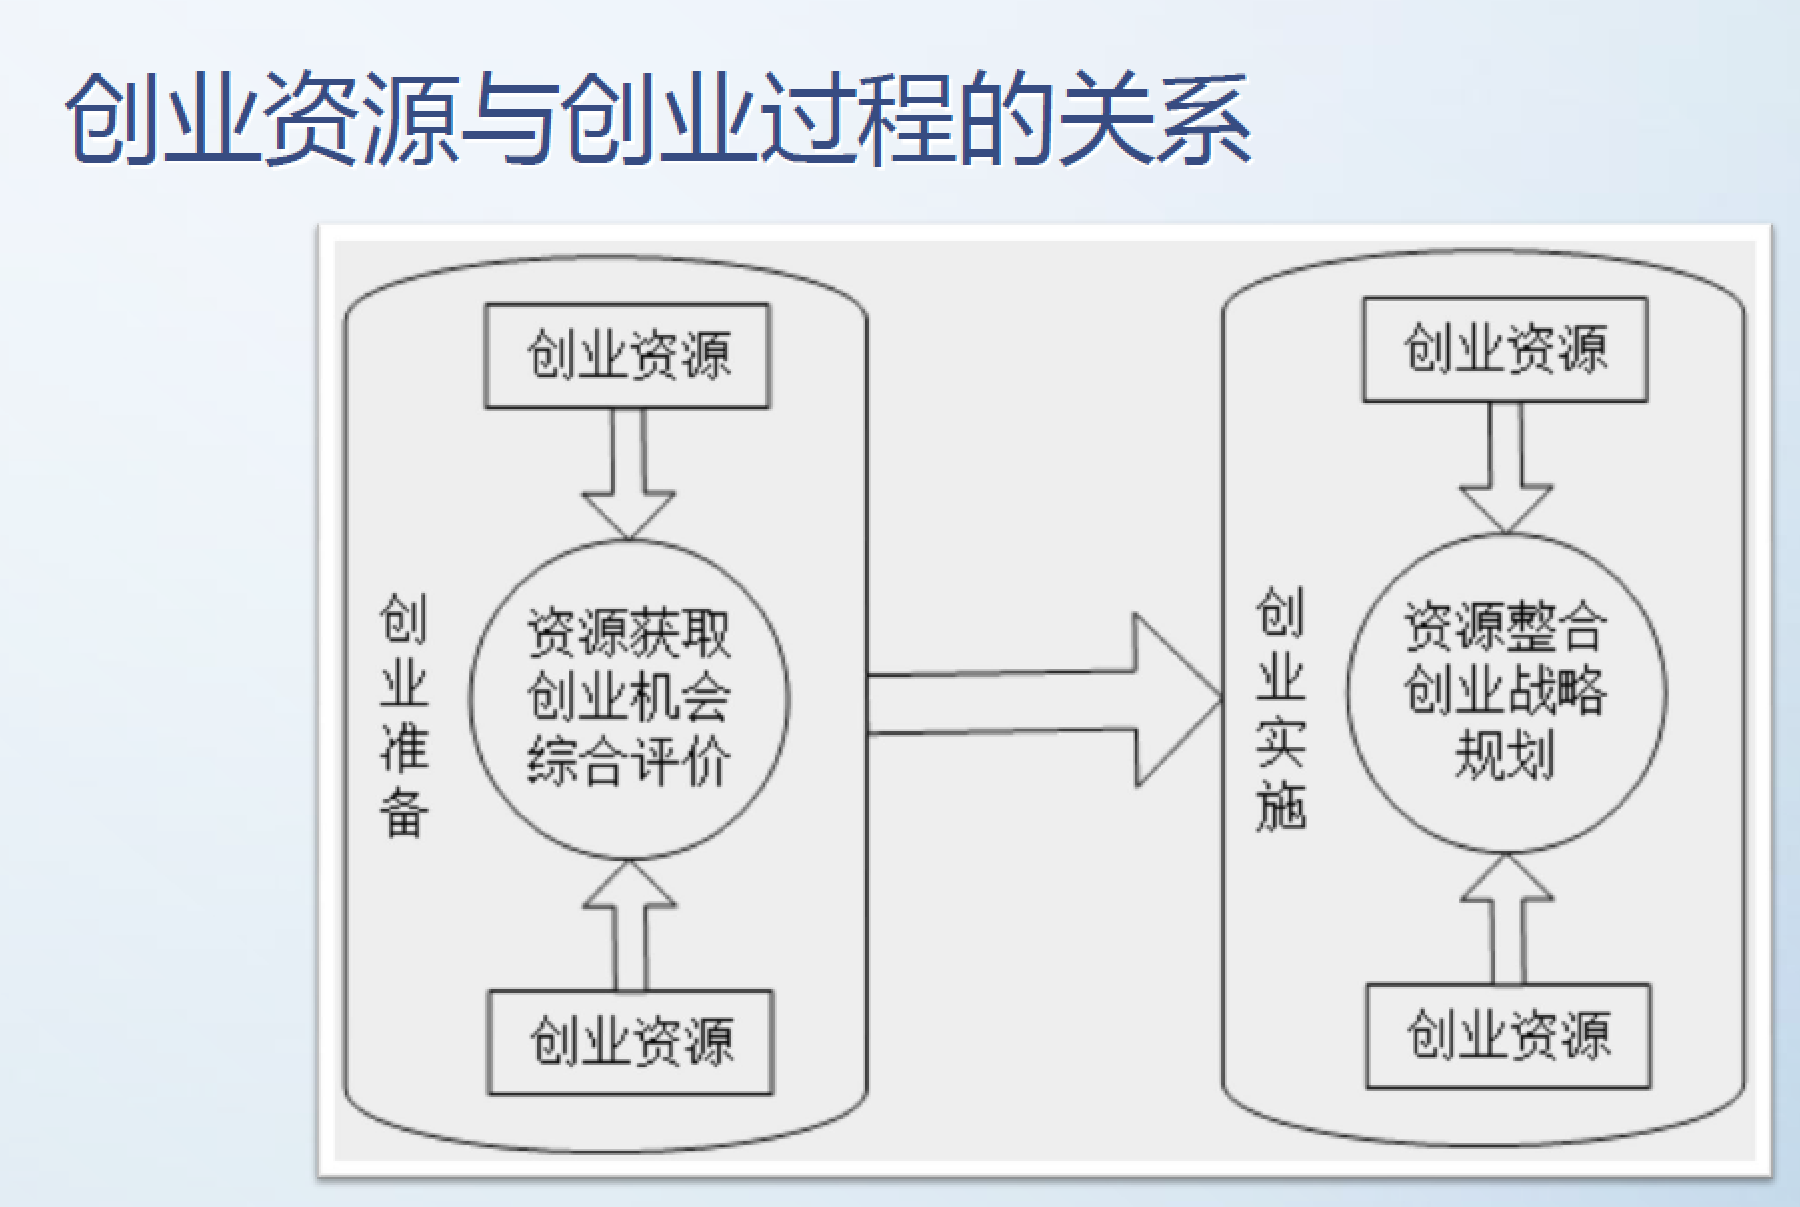 创业资源与创业过程的关系
创业资源
创业准备
资源获取
创业机会
综合评价
创业资源
创业资源
创业实施
资源整合
创业战略
规划
创业资源